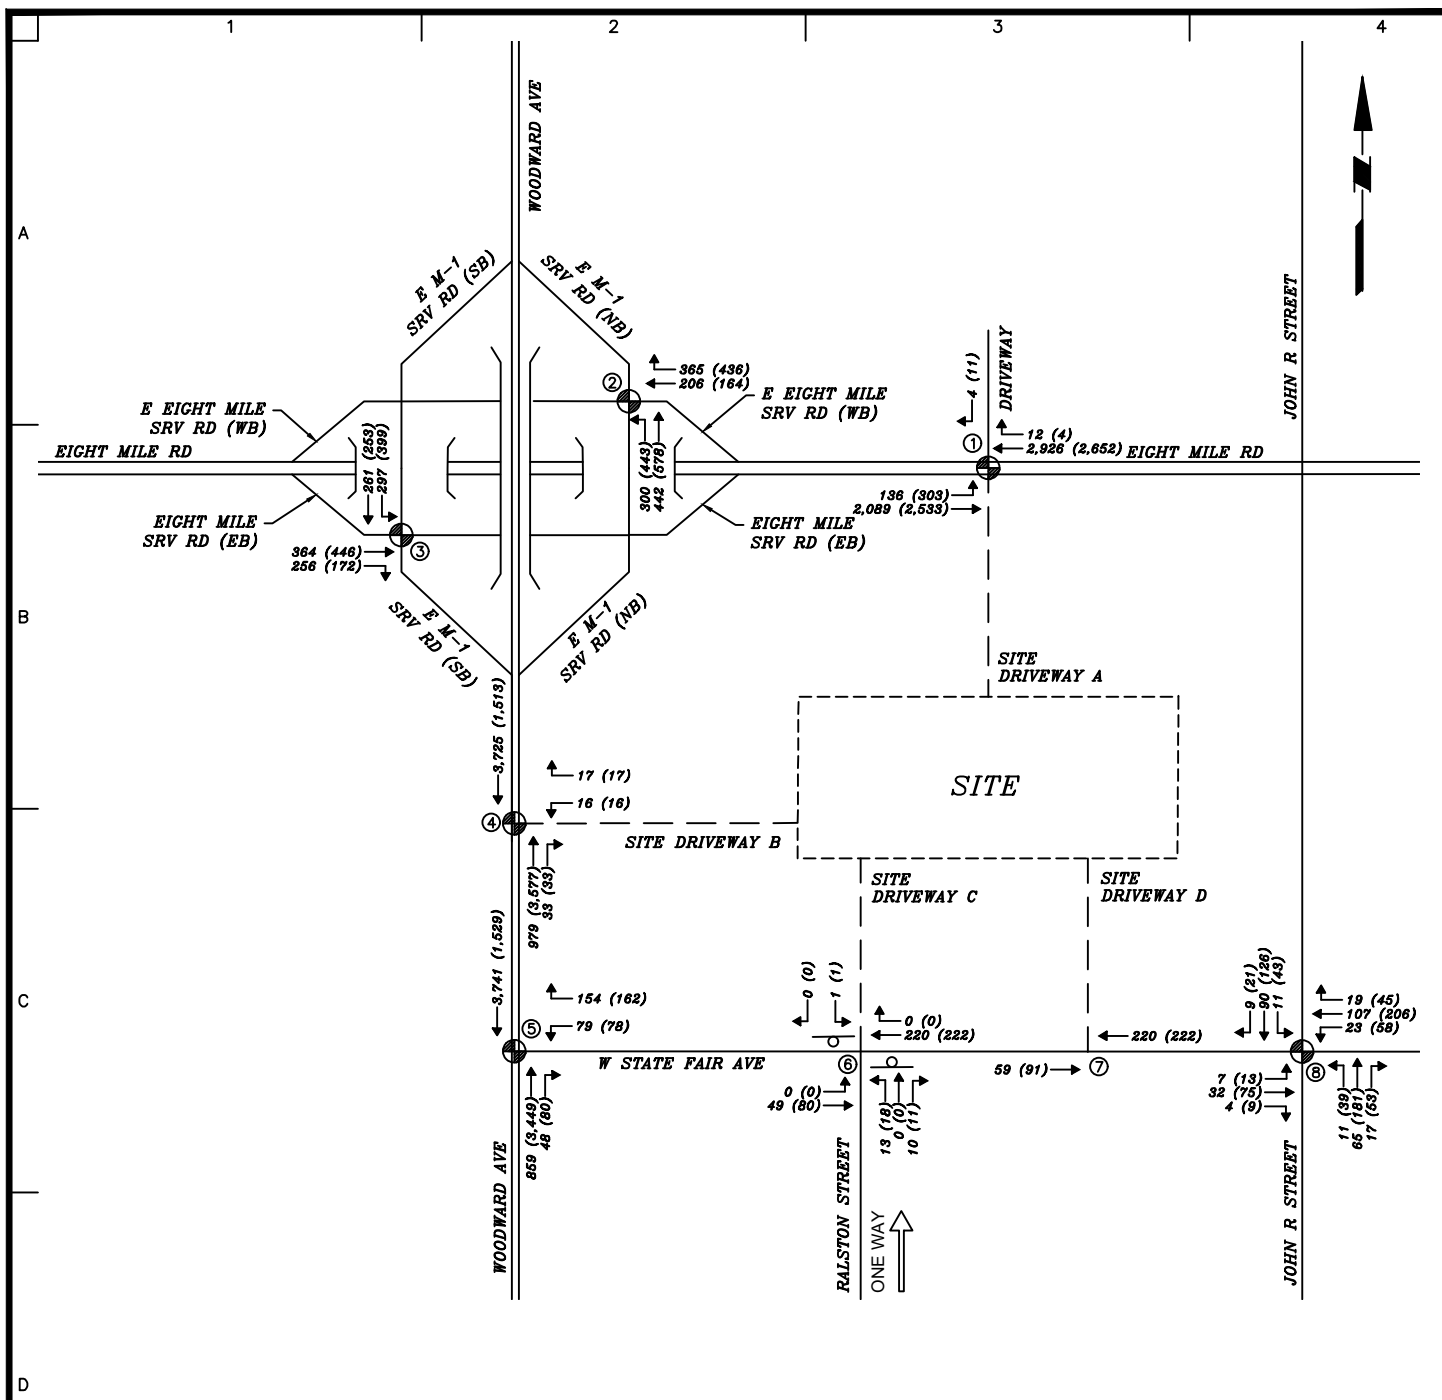 1
2
3
4
A
B
C
D
WOODWARD AVE
E M-1
SRV RD (SB)
E M-1
SRV RD (NB)
JOHN R STREET
DRIVEWAY
4 (11)
365 (436)
206 (164)
2
E EIGHT MILE
SRV RD (WB)
E EIGHT MILE
SRV RD (WB)
EIGHT MILE RD
261 (253)
297 (399)
300 (443)
442 (578)
1
12 (4)
2,926 (2,652)
EIGHT MILE RD
136 (303)
2,089 (2,533)
EIGHT MILE
SRV RD (EB)
EIGHT MILE
SRV RD (EB)
3
364 (446)
256 (172)
E M-1
SRV RD (SB)
E M-1
SRV RD (NB)
SITE
DRIVEWAY A
3,725 (1,513)
17 (17)
16 (16)
SITE
4
SITE DRIVEWAY B
979 (3,577)
33 (33)
SITE
DRIVEWAY C
SITE
DRIVEWAY D
3,741 (1,529)
154 (162)
79 (78)
5
0 (0)
1 (1)
0 (0)
220 (222)
220 (222)
9 (21)
90 (126)
11 (43)
19 (45)
107 (206)
23 (58)
W STATE FAIR AVE
6
59 (91)
7
8
859 (3,449)
48 (80)
0 (0)
49 (80)
13 (18)
0 (0)
10 (11)
7 (13)
32 (75)
4 (9)
11 (39)
65 (181)
17 (53)
WOODWARD AVE
RALSTON STREET
ONE WAY
JOHN R STREET